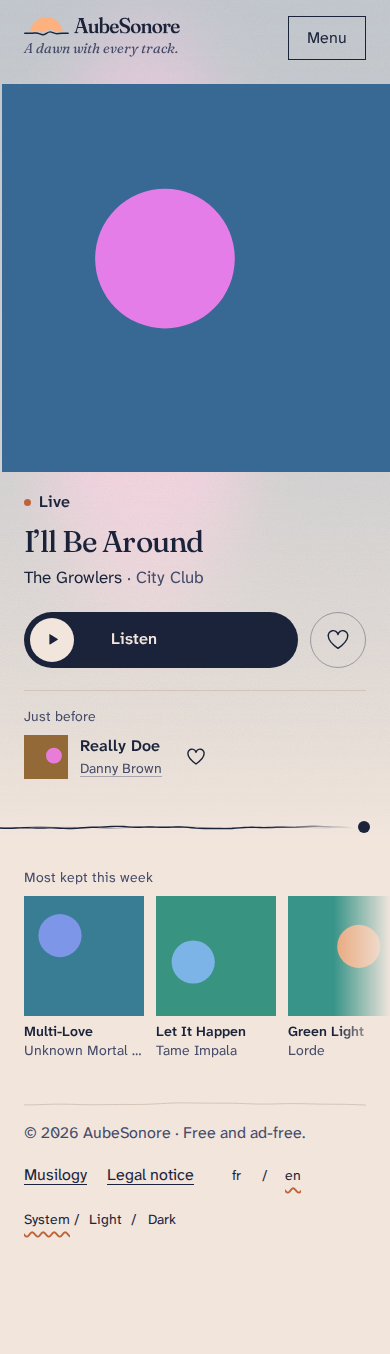 AubeSonore
A dawn with every track.
Menu
Live
I'll Be Around
The Growlers · City Club
Listen
Just before
Really Doe
Danny Brown
Most kept this week
Multi-Love
Unknown Mortal ...
Let It Happen
Tame Impala
Green Light
Lorde
© 2026 AubeSonore · Free and ad-free.
Musilogy Legal notice fr / en
System / Light / Dark